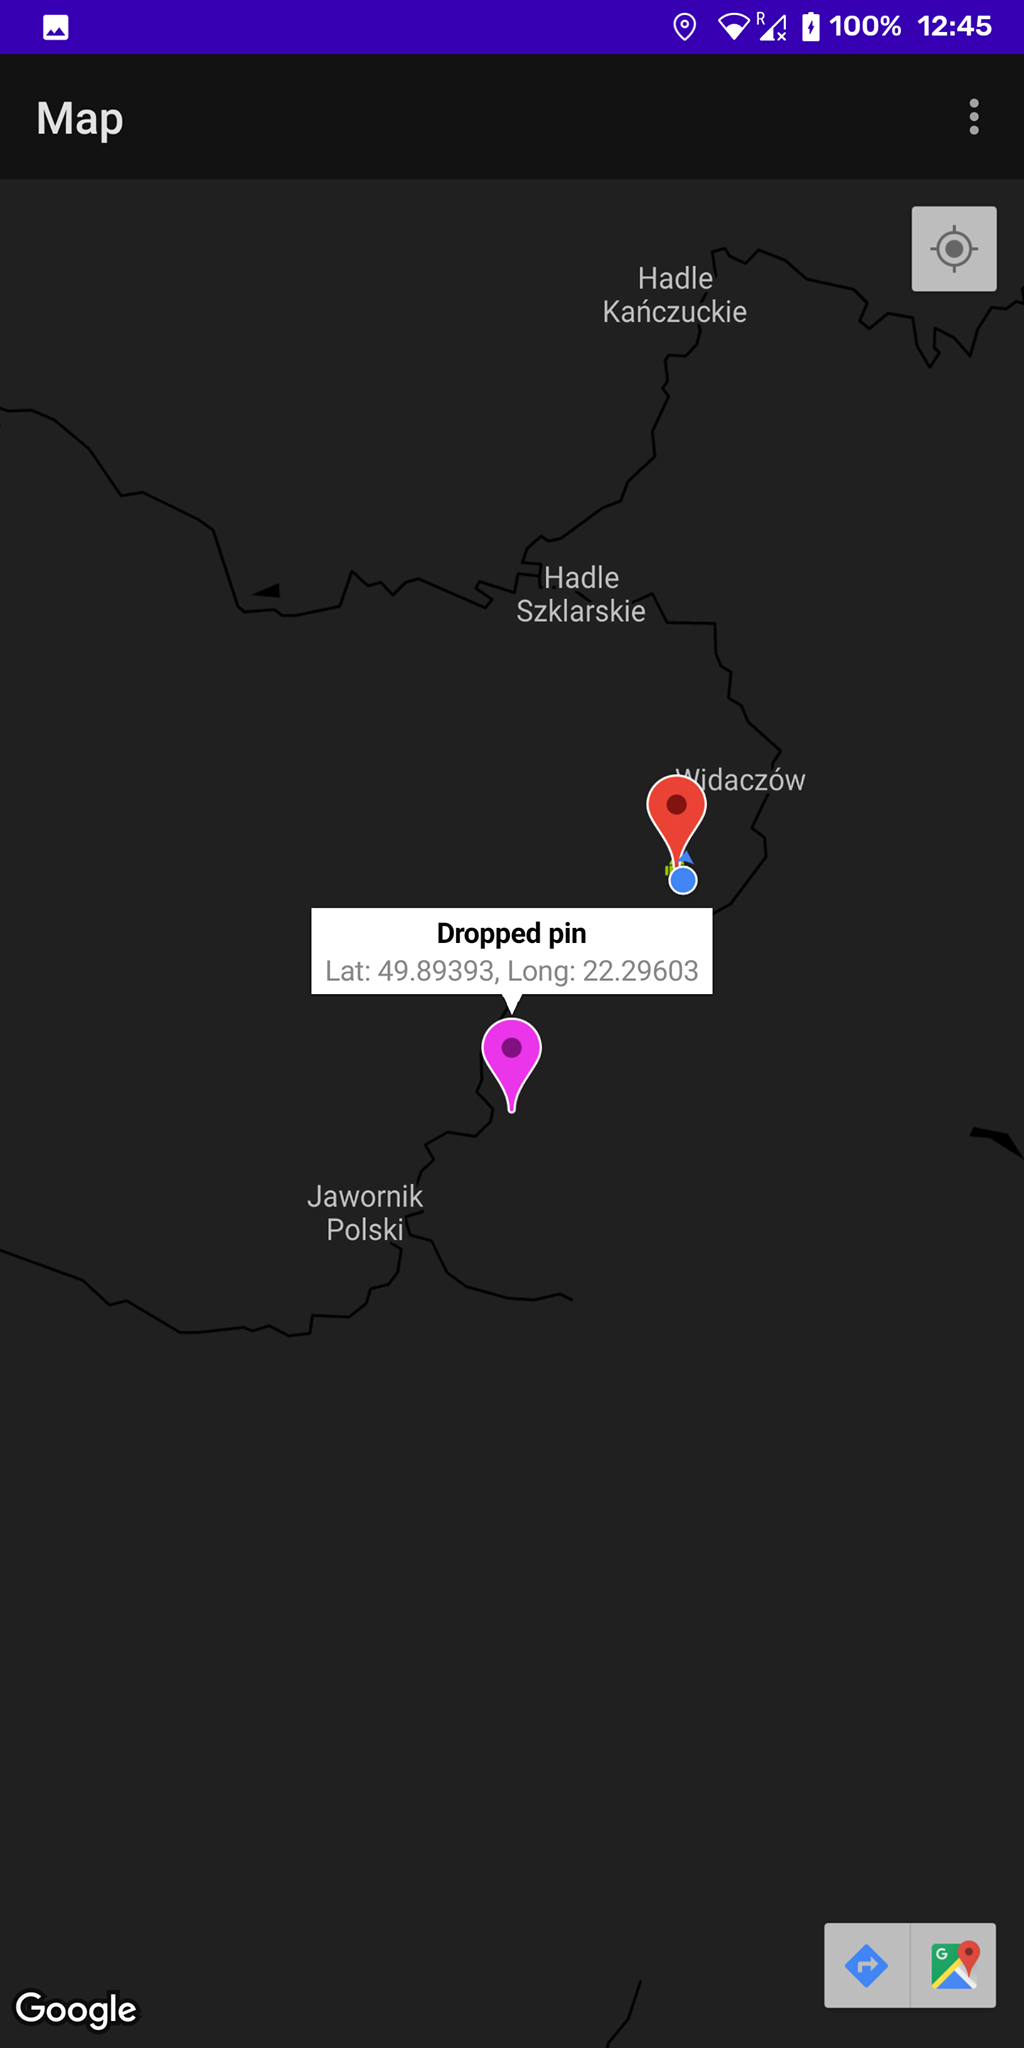 R 100% 12:45
Map
Hadle
Kańczuckie
Hadle
Szklarskie
Widaczów
Dropped pin
Lat: 49.89393, Long: 22.29603
Jawornik
Polski
G
Google